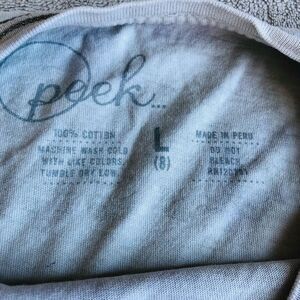 peek...
100% COTTON
MACHINE WASH COLD
WITH LIKE COLORS.
TUMBLE DRY LOW.
L
(8)
MADE IN PERU
DO NOT
BLEACH